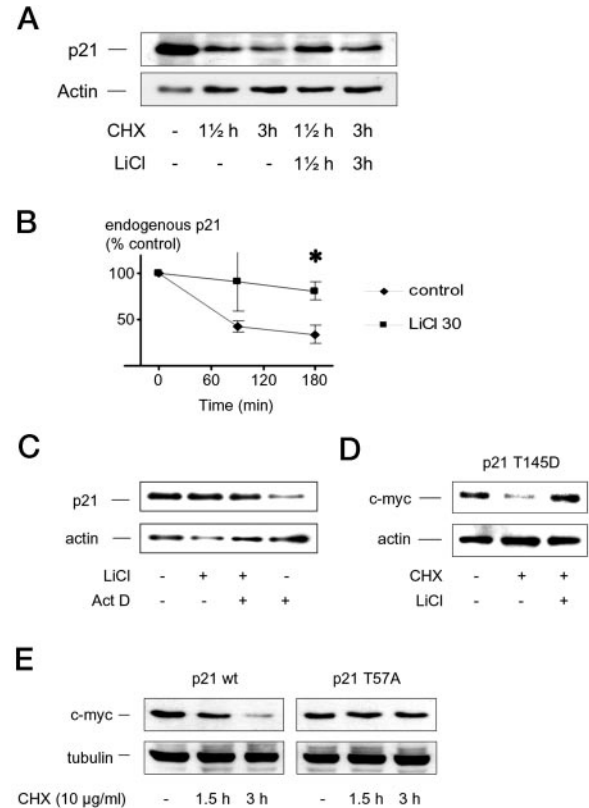 A
p21
Actin
CHX - 1½ h 3h 1½ h 3h
LiCl - - - 1½ h 3h
B
endogenous p21
(% control)
100
50
0 60 120 180
Time (min)
*
control
LiCl 30
C
p21
actin
LiCl - + + -
Act D - - + +
D
p21 T145D
c-myc
actin
CHX - + +
LiCl - - +
E
p21 wt p21 T57A
c-myc
tubulin
CHX (10 µg/ml) - 1.5 h 3 h - 1.5 h 3 h